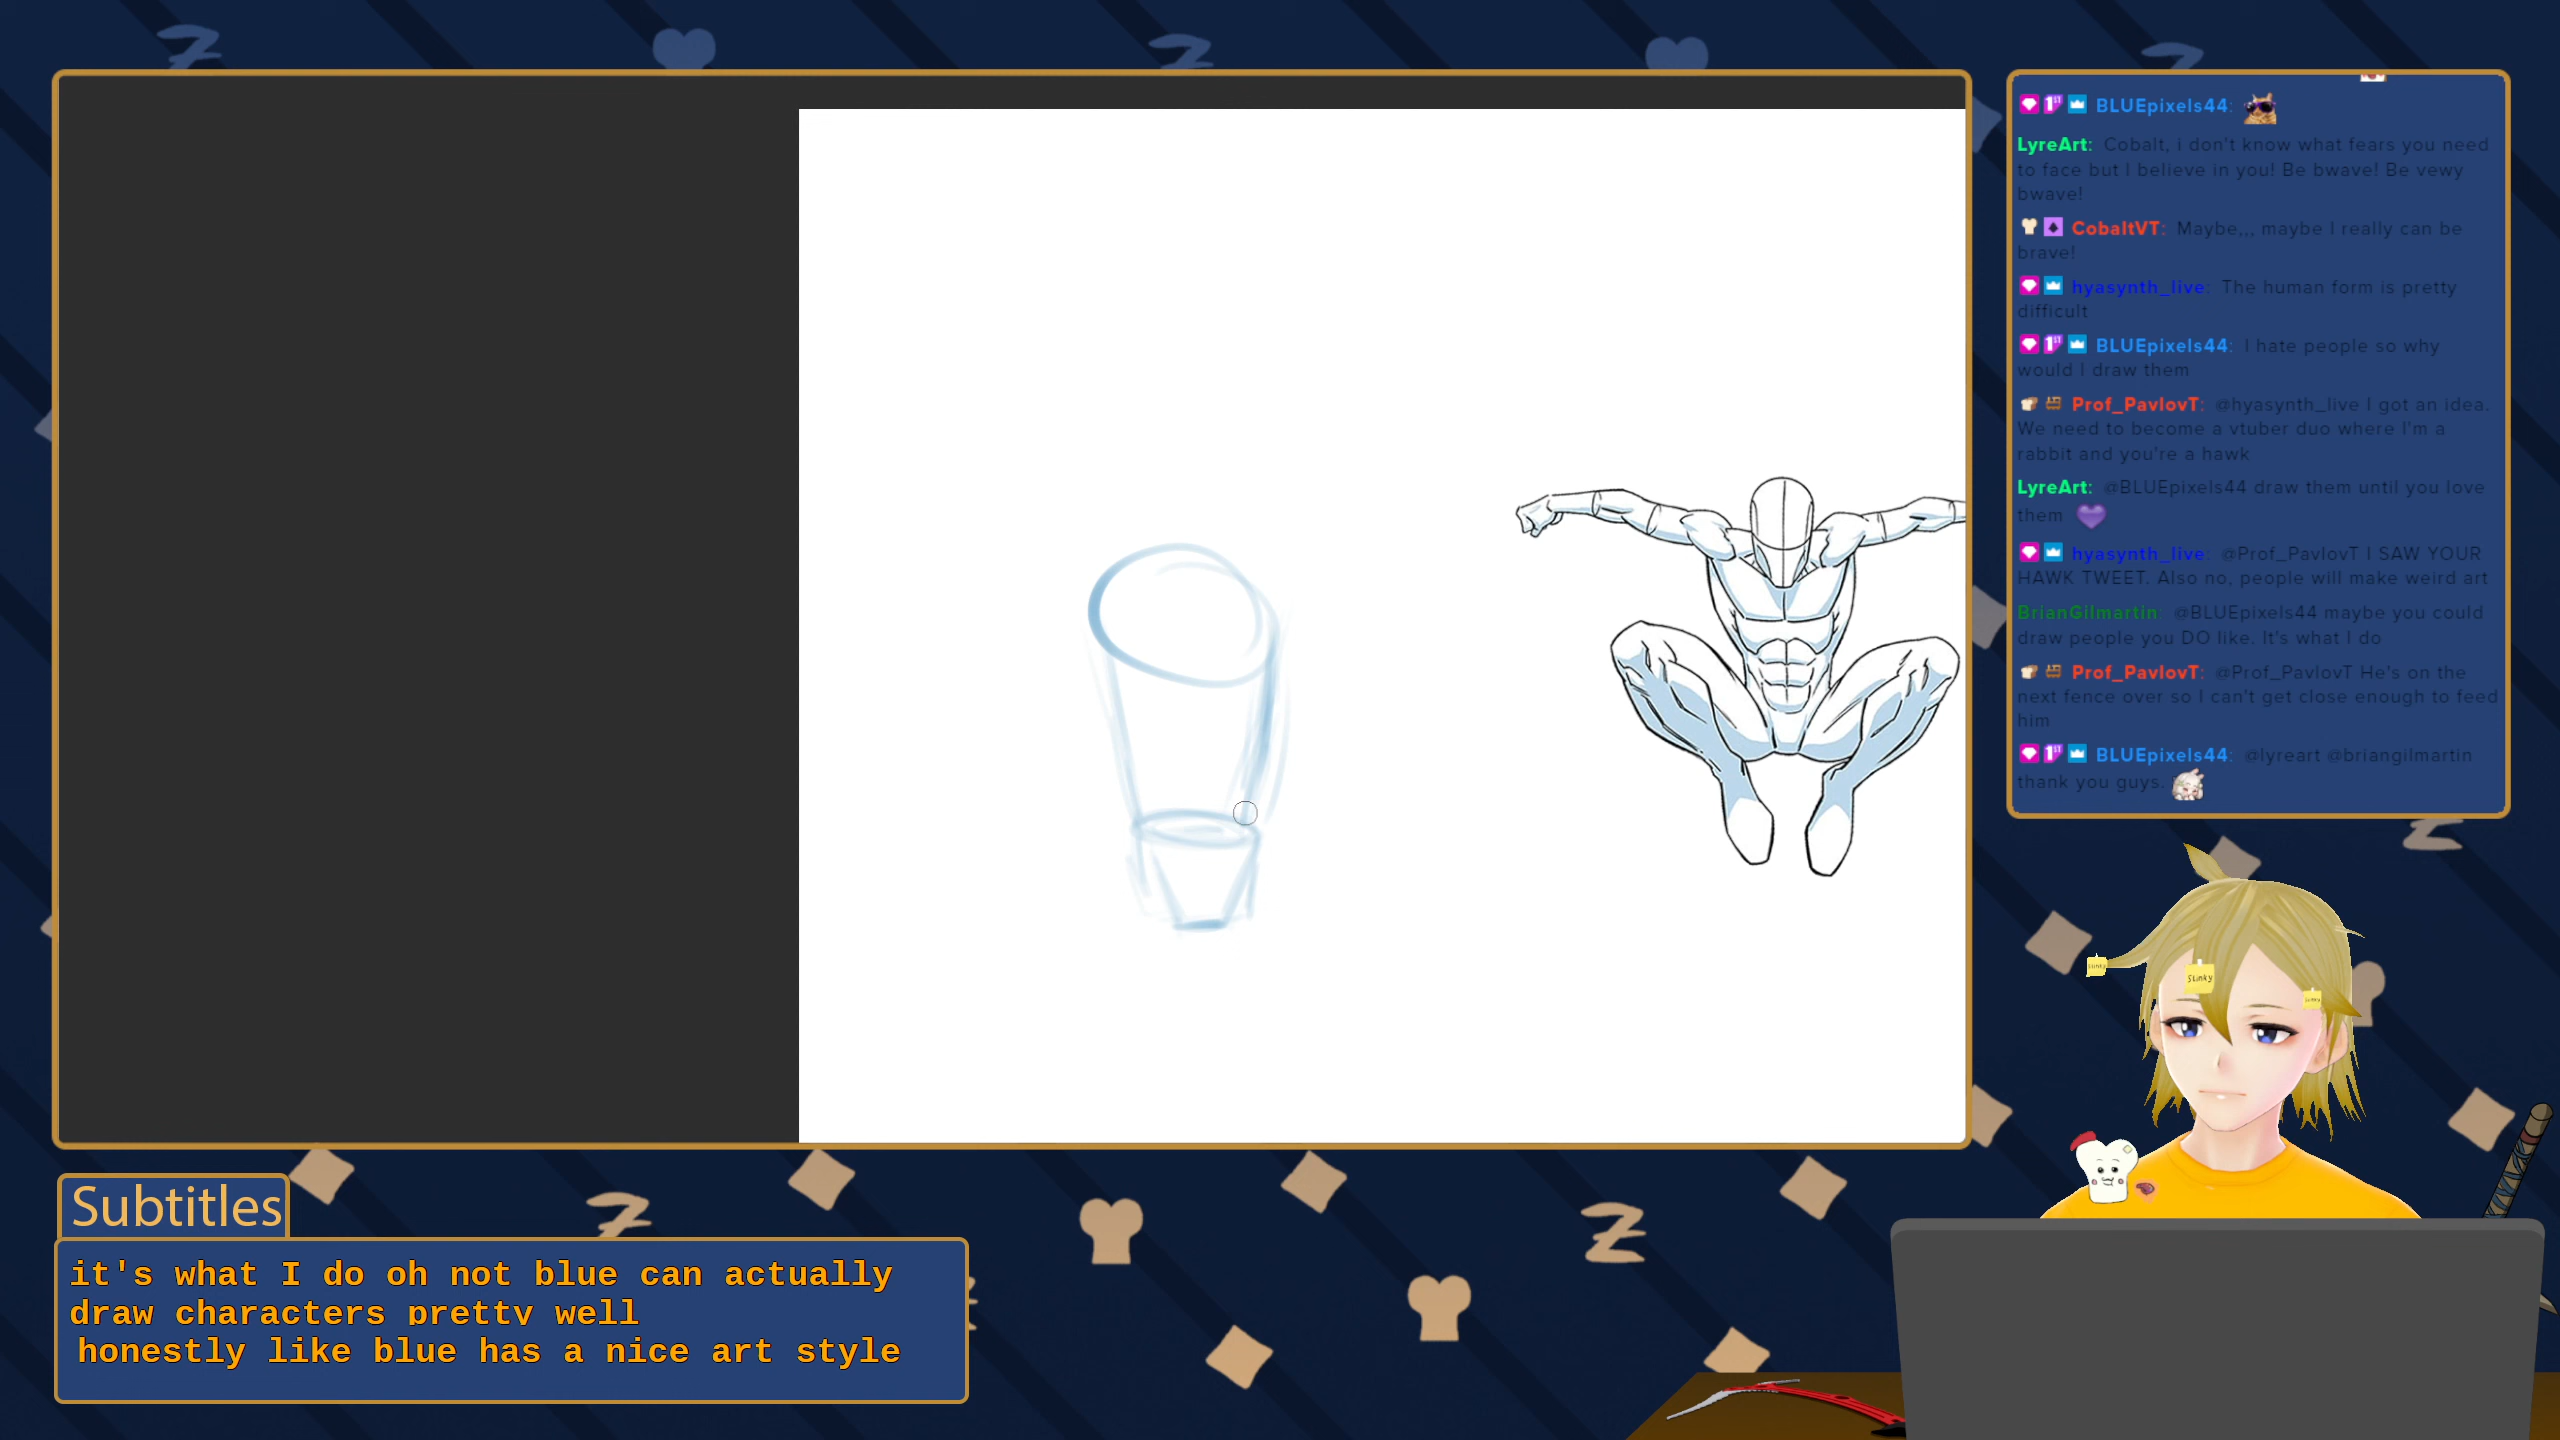 BLUEpixels44:
LyreArt: Cobalt, i don't know what fears you need
to face but I believe in you! Be bwave! Be vewy
bwave!
CobaltVT: Maybe,,, maybe I really can be
brave!
hyasynth_live: The human form is pretty
difficult
BLUEpixels44: I hate people so why
would I draw them
Prof_PavlovT: @hyasynth_live I got an idea.
We need to become a vtuber duo where I'm a
rabbit and you're a hawk
LyreArt: @BLUEpixels44 draw them until you love
them
hyasynth_live: @Prof_PavlovT I SAW YOUR
HAWK TWEET. Also no, people will make weird art
BrianGilmartin: @BLUEpixels44 maybe you could
draw people you DO like. It's what I do
Prof_PavlovT: @Prof_PavlovT He's on the
next fence over so I can't get close enough to feed
him
BLUEpixels44: @lyreart @briangilmartin
thank you guys.
Stinky
Subtitles
it's what I do oh not blue can actually
draw characters pretty well
honestly like blue has a nice art style